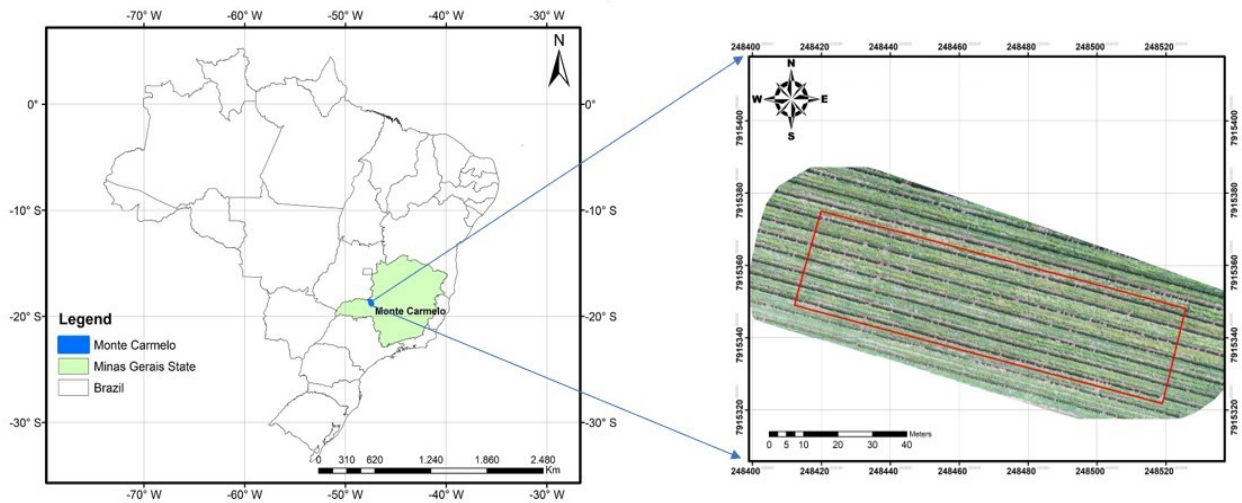 -70° W -60° W -50° W -40° W -30° W
N
0°
-10° S
-20° S
-30° S
0°
-10° S
-20° S
-30° S
Monte Carmelo
Legend
Monte Carmelo
Minas Gerais State
Brazil
0 310 620 1.240 1.860 2.480
Km
-70° W -60° W -50° W -40° W -30° W
248400 248420 248440 248460 248480 248500 248520
N
W E
S
7915400
7915380
7915360
7915340
7915320
7915400
7915380
7915360
7915340
7915320
0 5 10 20 30 40 Meters
248400 248420 248440 248460 248480 248500 248520